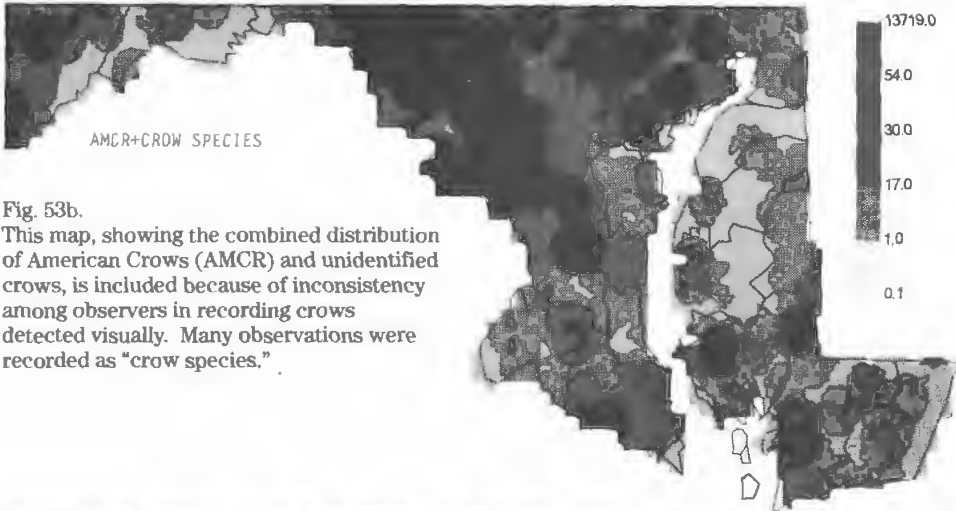 13719.0
54.0
30.0
17.0
1.0
0.1
AMCR+CROW SPECIES
Fig. 53b.
This map, showing the combined distribution
of American Crows (AMCR) and unidentified
crows, is included because of inconsistency
among observers in recording crows
detected visually. Many observations were
recorded as "crow species."